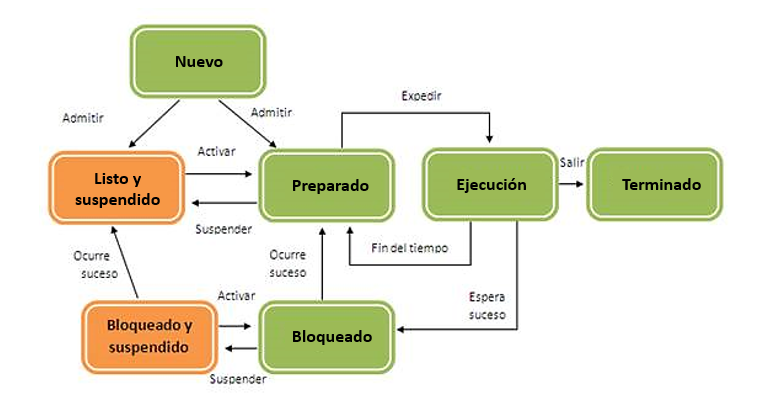 Nuevo
Expedir
Admitir
Admitir
Activar
Salir
Listo y
suspendido
Preparado
Ejecución
Terminado
Suspender
Fin del tiempo
Ocurre
suceso
Ocurre
suceso
Activar
Espera
suceso
Bloqueado y
suspendido
Bloqueado
Suspender